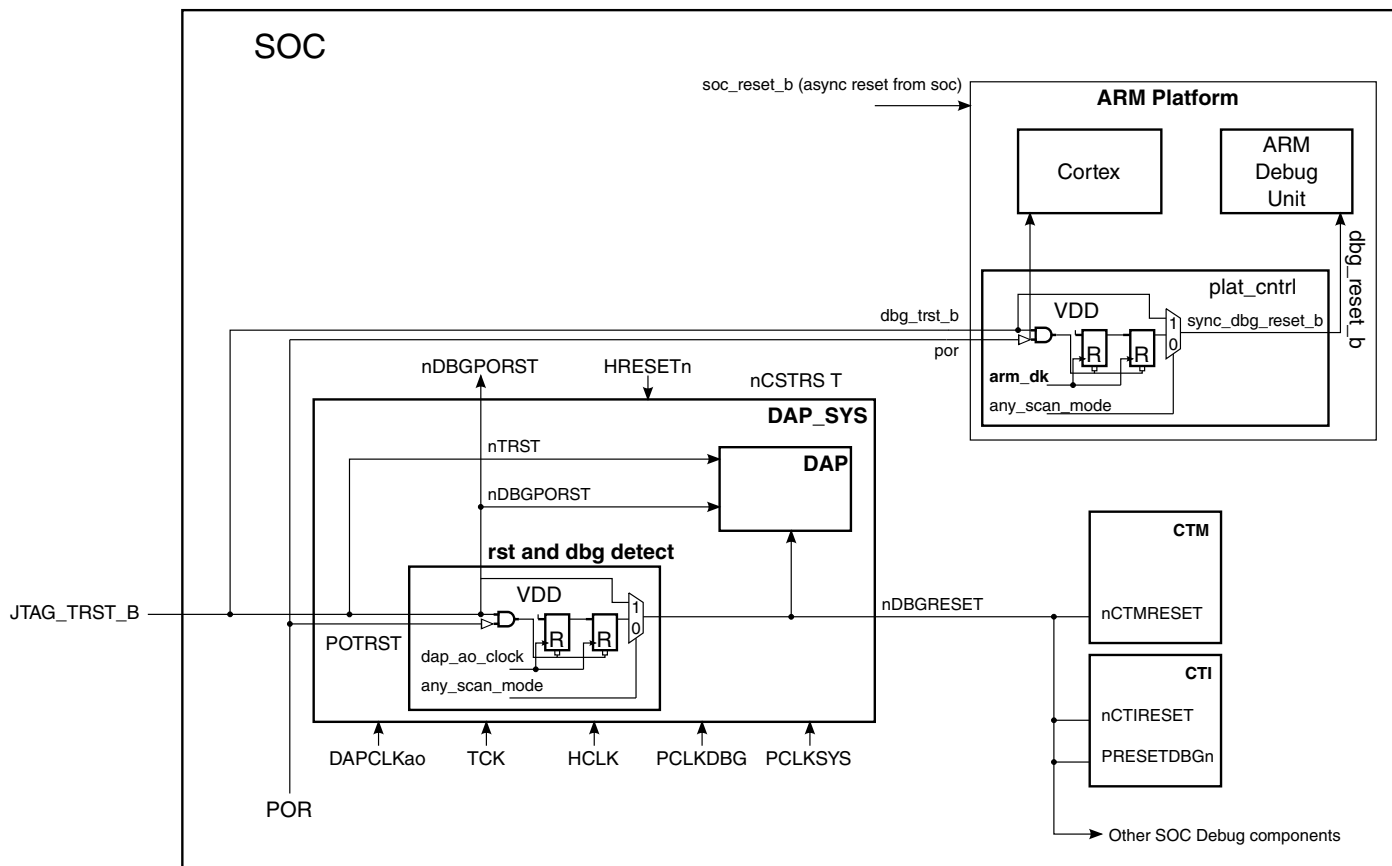 SOC
soc_reset_b (async reset from soc)
ARM Platform
Cortex
ARM
Debug
Unit
dbg_reset_b
plat_cntrl
dbg_trst_b
VDD
1
sync_dbg_reset_b
0
por
R
R
arm_dk
any_scan_mode
nDBGPORST
HRESETn
nCSTRS T
DAP_SYS
nTRST
DAP
nDBGPORST
rst and dbg detect
CTM
VDD
1
JTAG_TRST_B
nDBGRESET
nCTMRESET
0
POTRST
R
R
dap_ao_clock
any_scan_mode
CTI
nCTIRESET
PRESETDBGn
DAPCLKao
TCK
HCLK
PCLKDBG
PCLKSYS
POR
Other SOC Debug components